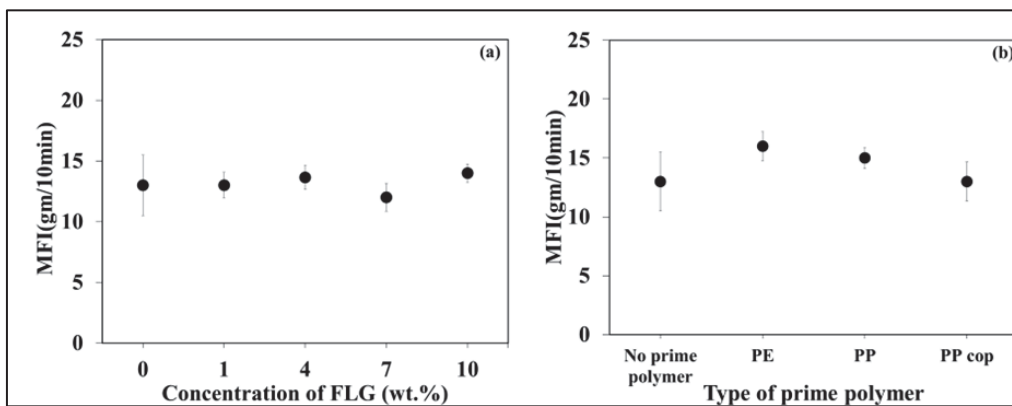 (a)
25
20
15
10
5
0
MFI(gm/10min)
0 1 4 7 10
Concentration of FLG (wt.%)
(b)
25
20
15
10
5
0
MFI(gm/10min)
No prime polymer PE PP PP cop
Type of prime polymer